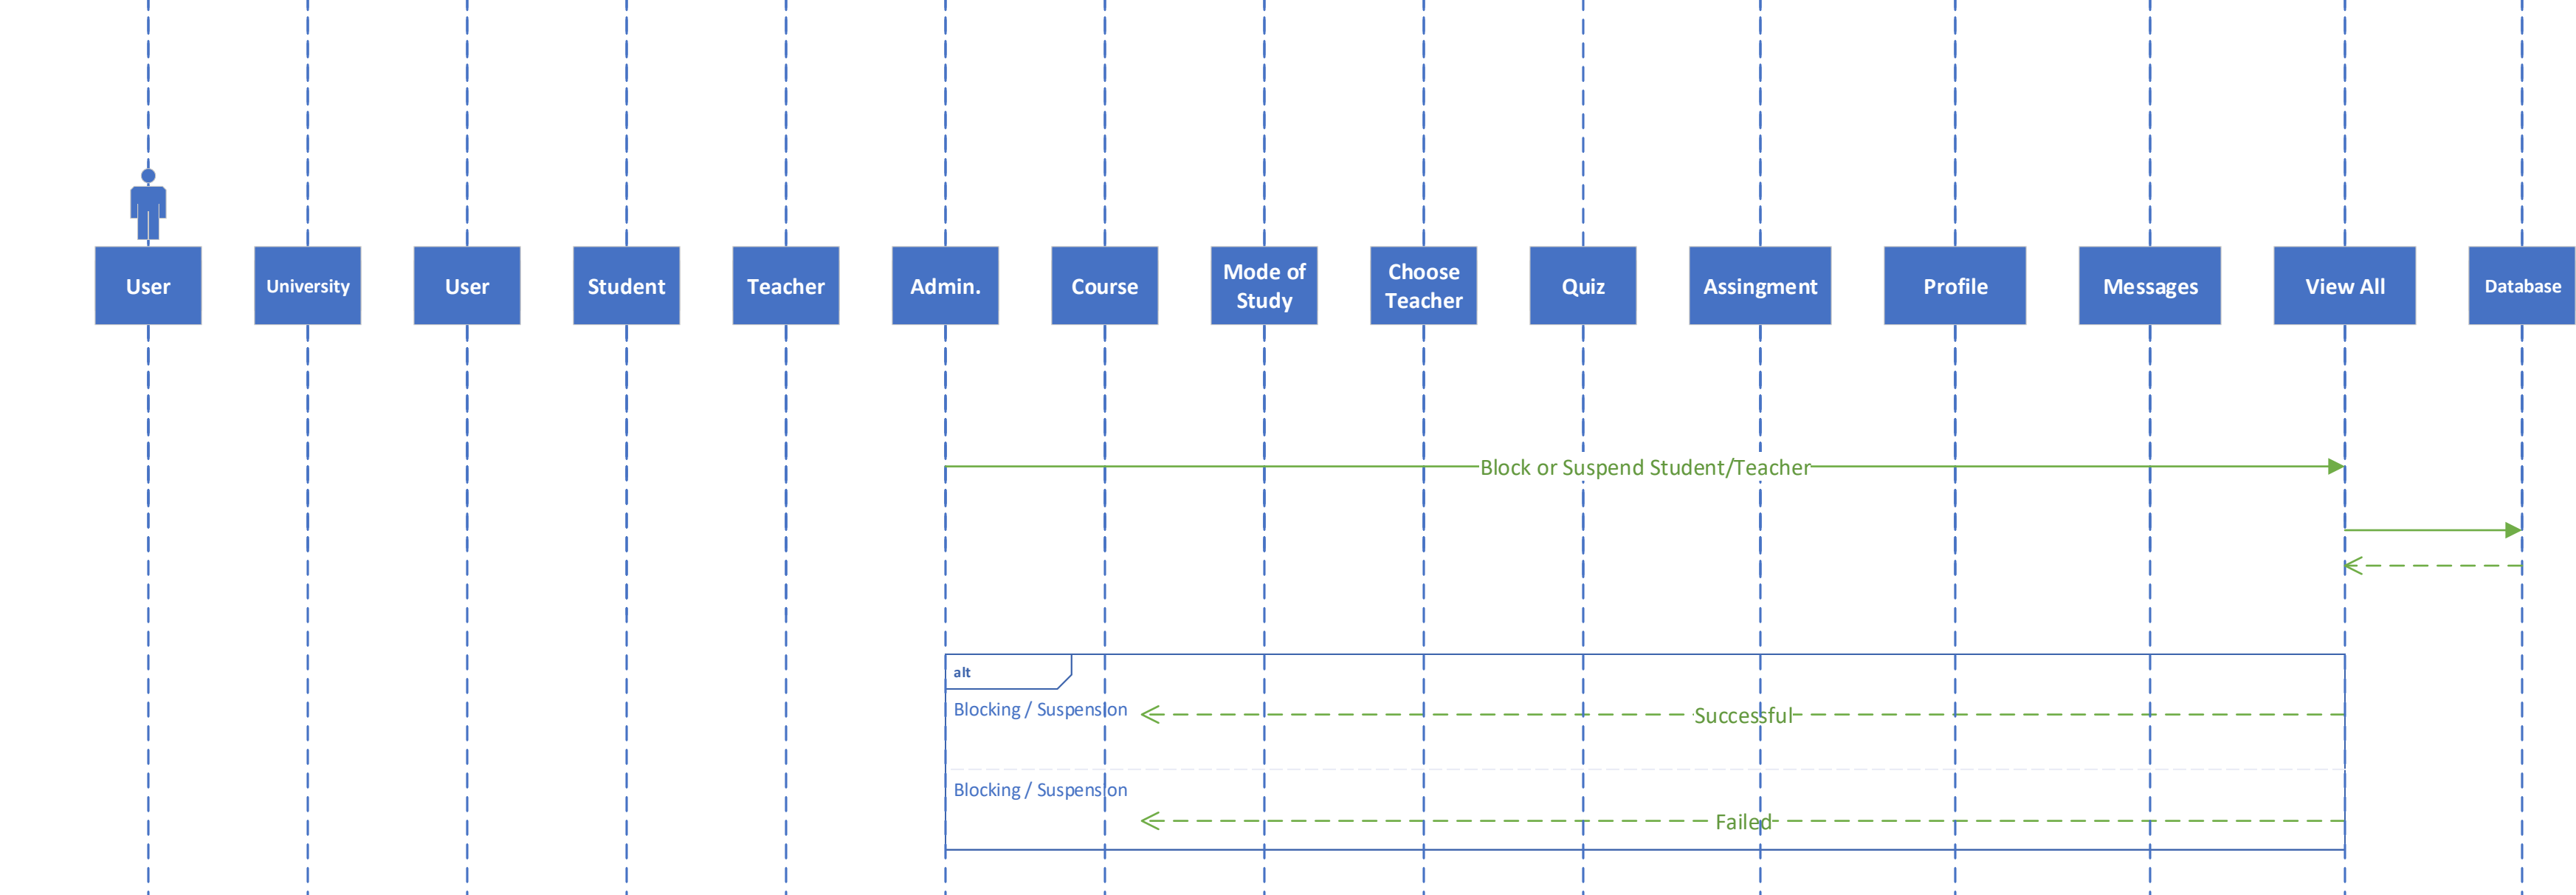 User
University
User
Student
Teacher
Admin.
Course
Mode of
Study
Choose
Teacher
Quiz
Assingment
Profile
Messages
View All
Database
Block or Suspend Student/Teacher
alt
Blocking / Suspension
Successful
Blocking / Suspension
Failed